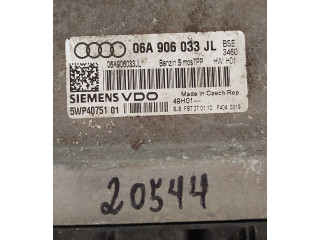 06A 906 033 JL BSE
3460
06A906033JL Benzin Simos7PP HW H01
SIEMENS VDO Made in Czech Rep.
5WP40751 01 49H01---
20544